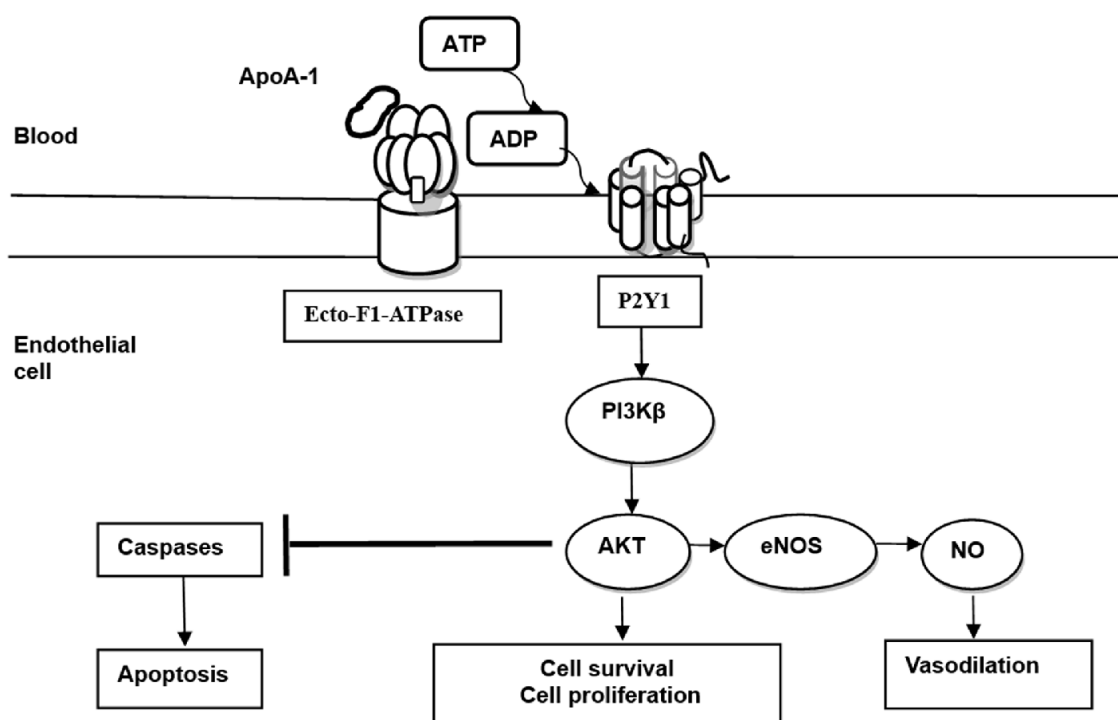 ATP
ApoA-1
Blood
ADP
Ecto-F1-ATPase
P2Y1
Endothelial
cell
PI3Kβ
Caspases
AKT
eNOS
NO
Apoptosis
Cell survival
Cell proliferation
Vasodilation